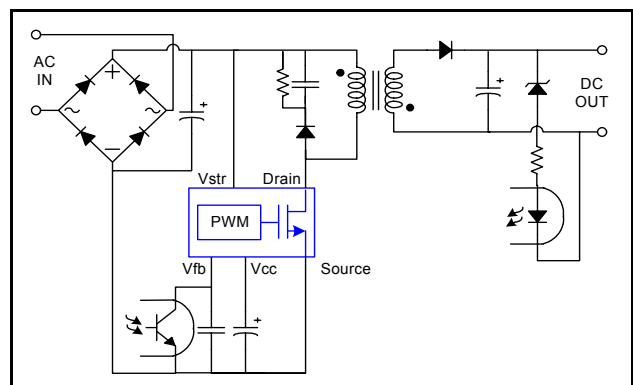 AC
IN
+
~
~
−
+
+
DC
OUT
Vstr
Drain
PWM
Vfb
Vcc
Source
+